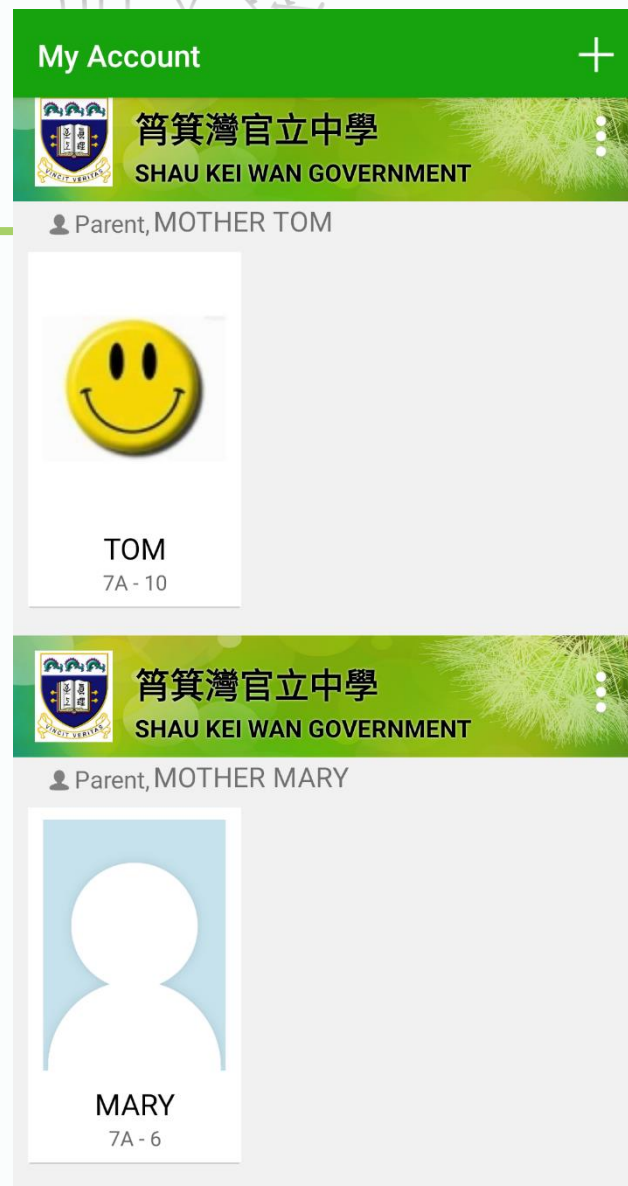 My Account
筲箕灣官立中學
SHAU KEI WAN GOVERNMENT
Parent, MOTHER TOM
TOM
7A - 10
筲箕灣官立中學
SHAU KEI WAN GOVERNMENT
Parent, MOTHER MARY
MARY
7A - 6